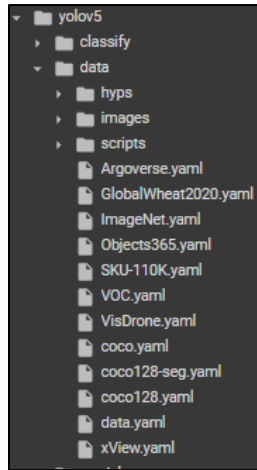 yolov5
classify
data
hyps
images
scripts
Argoverse.yaml
GlobalWheat2020.yaml
ImageNet.yaml
Objects365.yaml
SKU-110K.yaml
VOC.yaml
VisDrone.yaml
coco.yaml
coco128-seg.yaml
coco128.yaml
data.yaml
xView.yaml